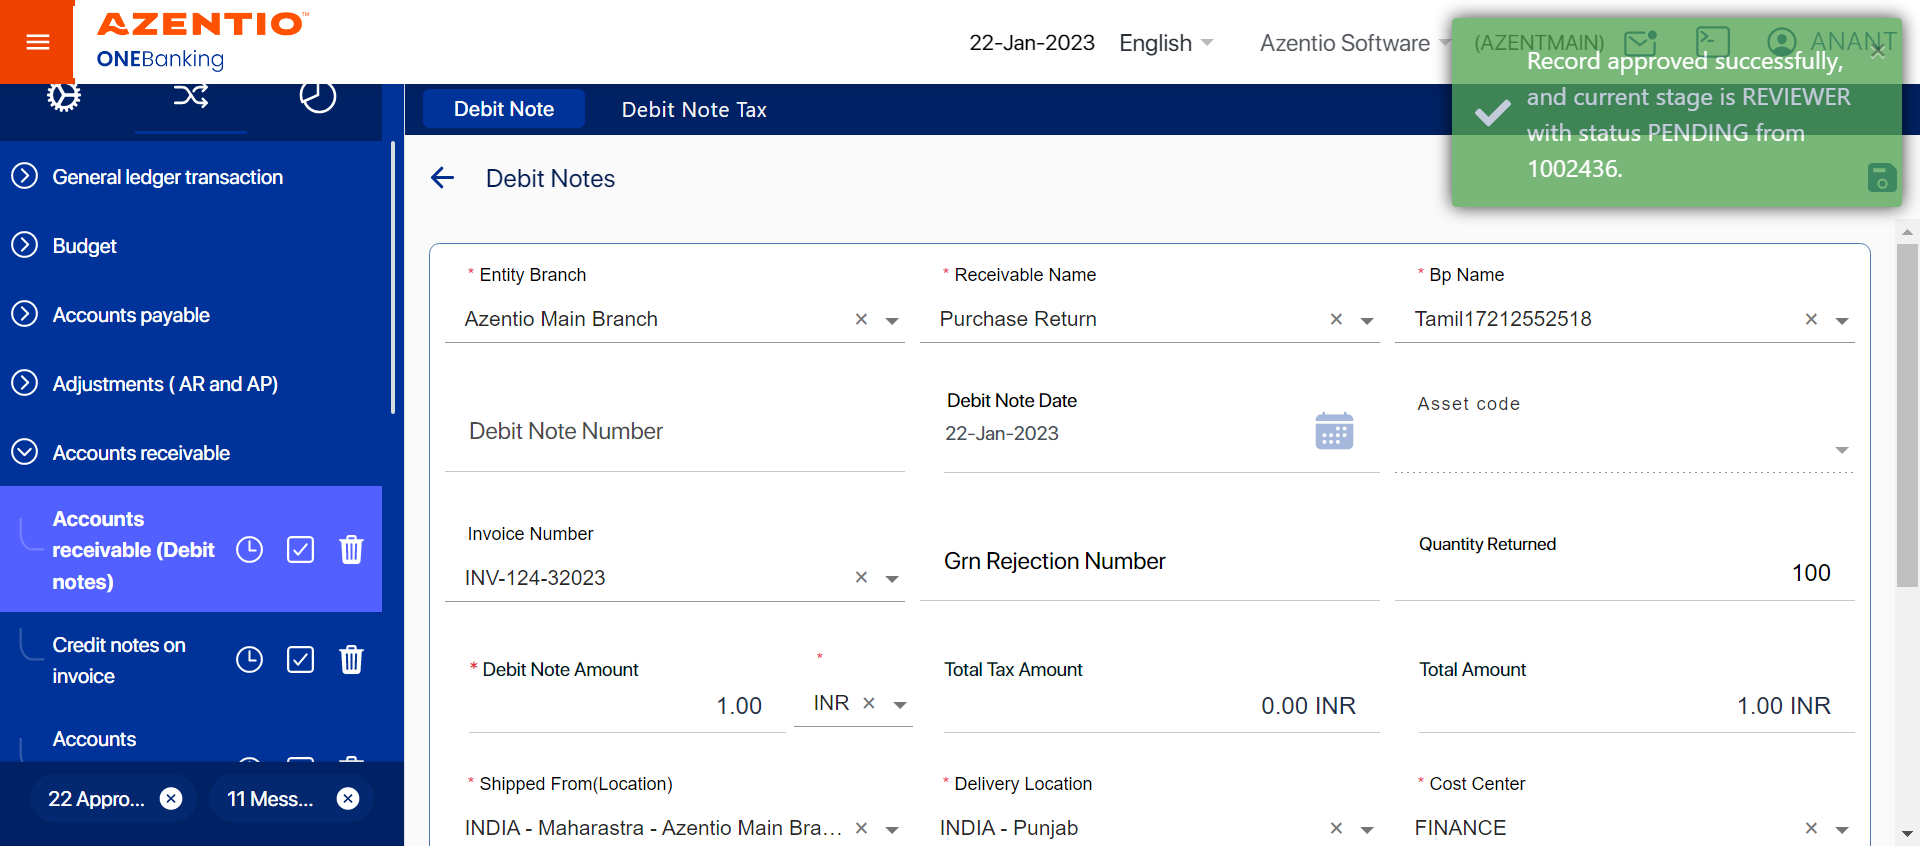 AZENTIO™
ONEBanking
22-Jan-2023
English
Azentio Software
(AZENTMAIN)
ANANT
Record approved successfully,
and current stage is REVIEWER
with status PENDING from
1002436.
Debit Note
Debit Note Tax
General ledger transaction
Budget
Accounts payable
Adjustments ( AR and AP)
Accounts receivable
Accounts
receivable (Debit
notes)
Credit notes on
invoice
Accounts
22 Appro...
11 Mess...
Debit Notes
* Entity Branch
Azentio Main Branch
* Receivable Name
Purchase Return
* Bp Name
Tamil17212552518
Debit Note Number
Debit Note Date
22-Jan-2023
Asset code
Invoice Number
INV-124-32023
Grn Rejection Number
Quantity Returned
100
* Debit Note Amount
1.00
*
INR
Total Tax Amount
0.00 INR
Total Amount
1.00 INR
* Shipped From(Location)
INDIA - Maharastra - Azentio Main Bra...
* Delivery Location
INDIA - Punjab
* Cost Center
FINANCE